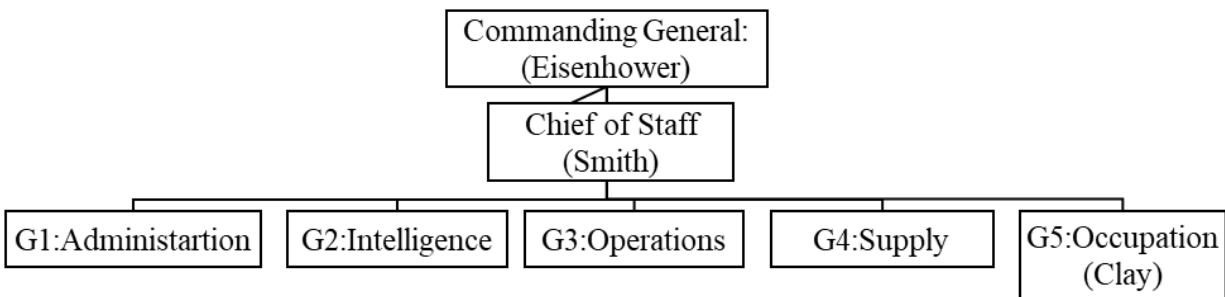 Commanding General:
(Eisenhower)
Chief of Staff
(Smith)
G1:Administartion
G2:Intelligence
G3:Operations
G4:Supply
G5:Occupation
(Clay)